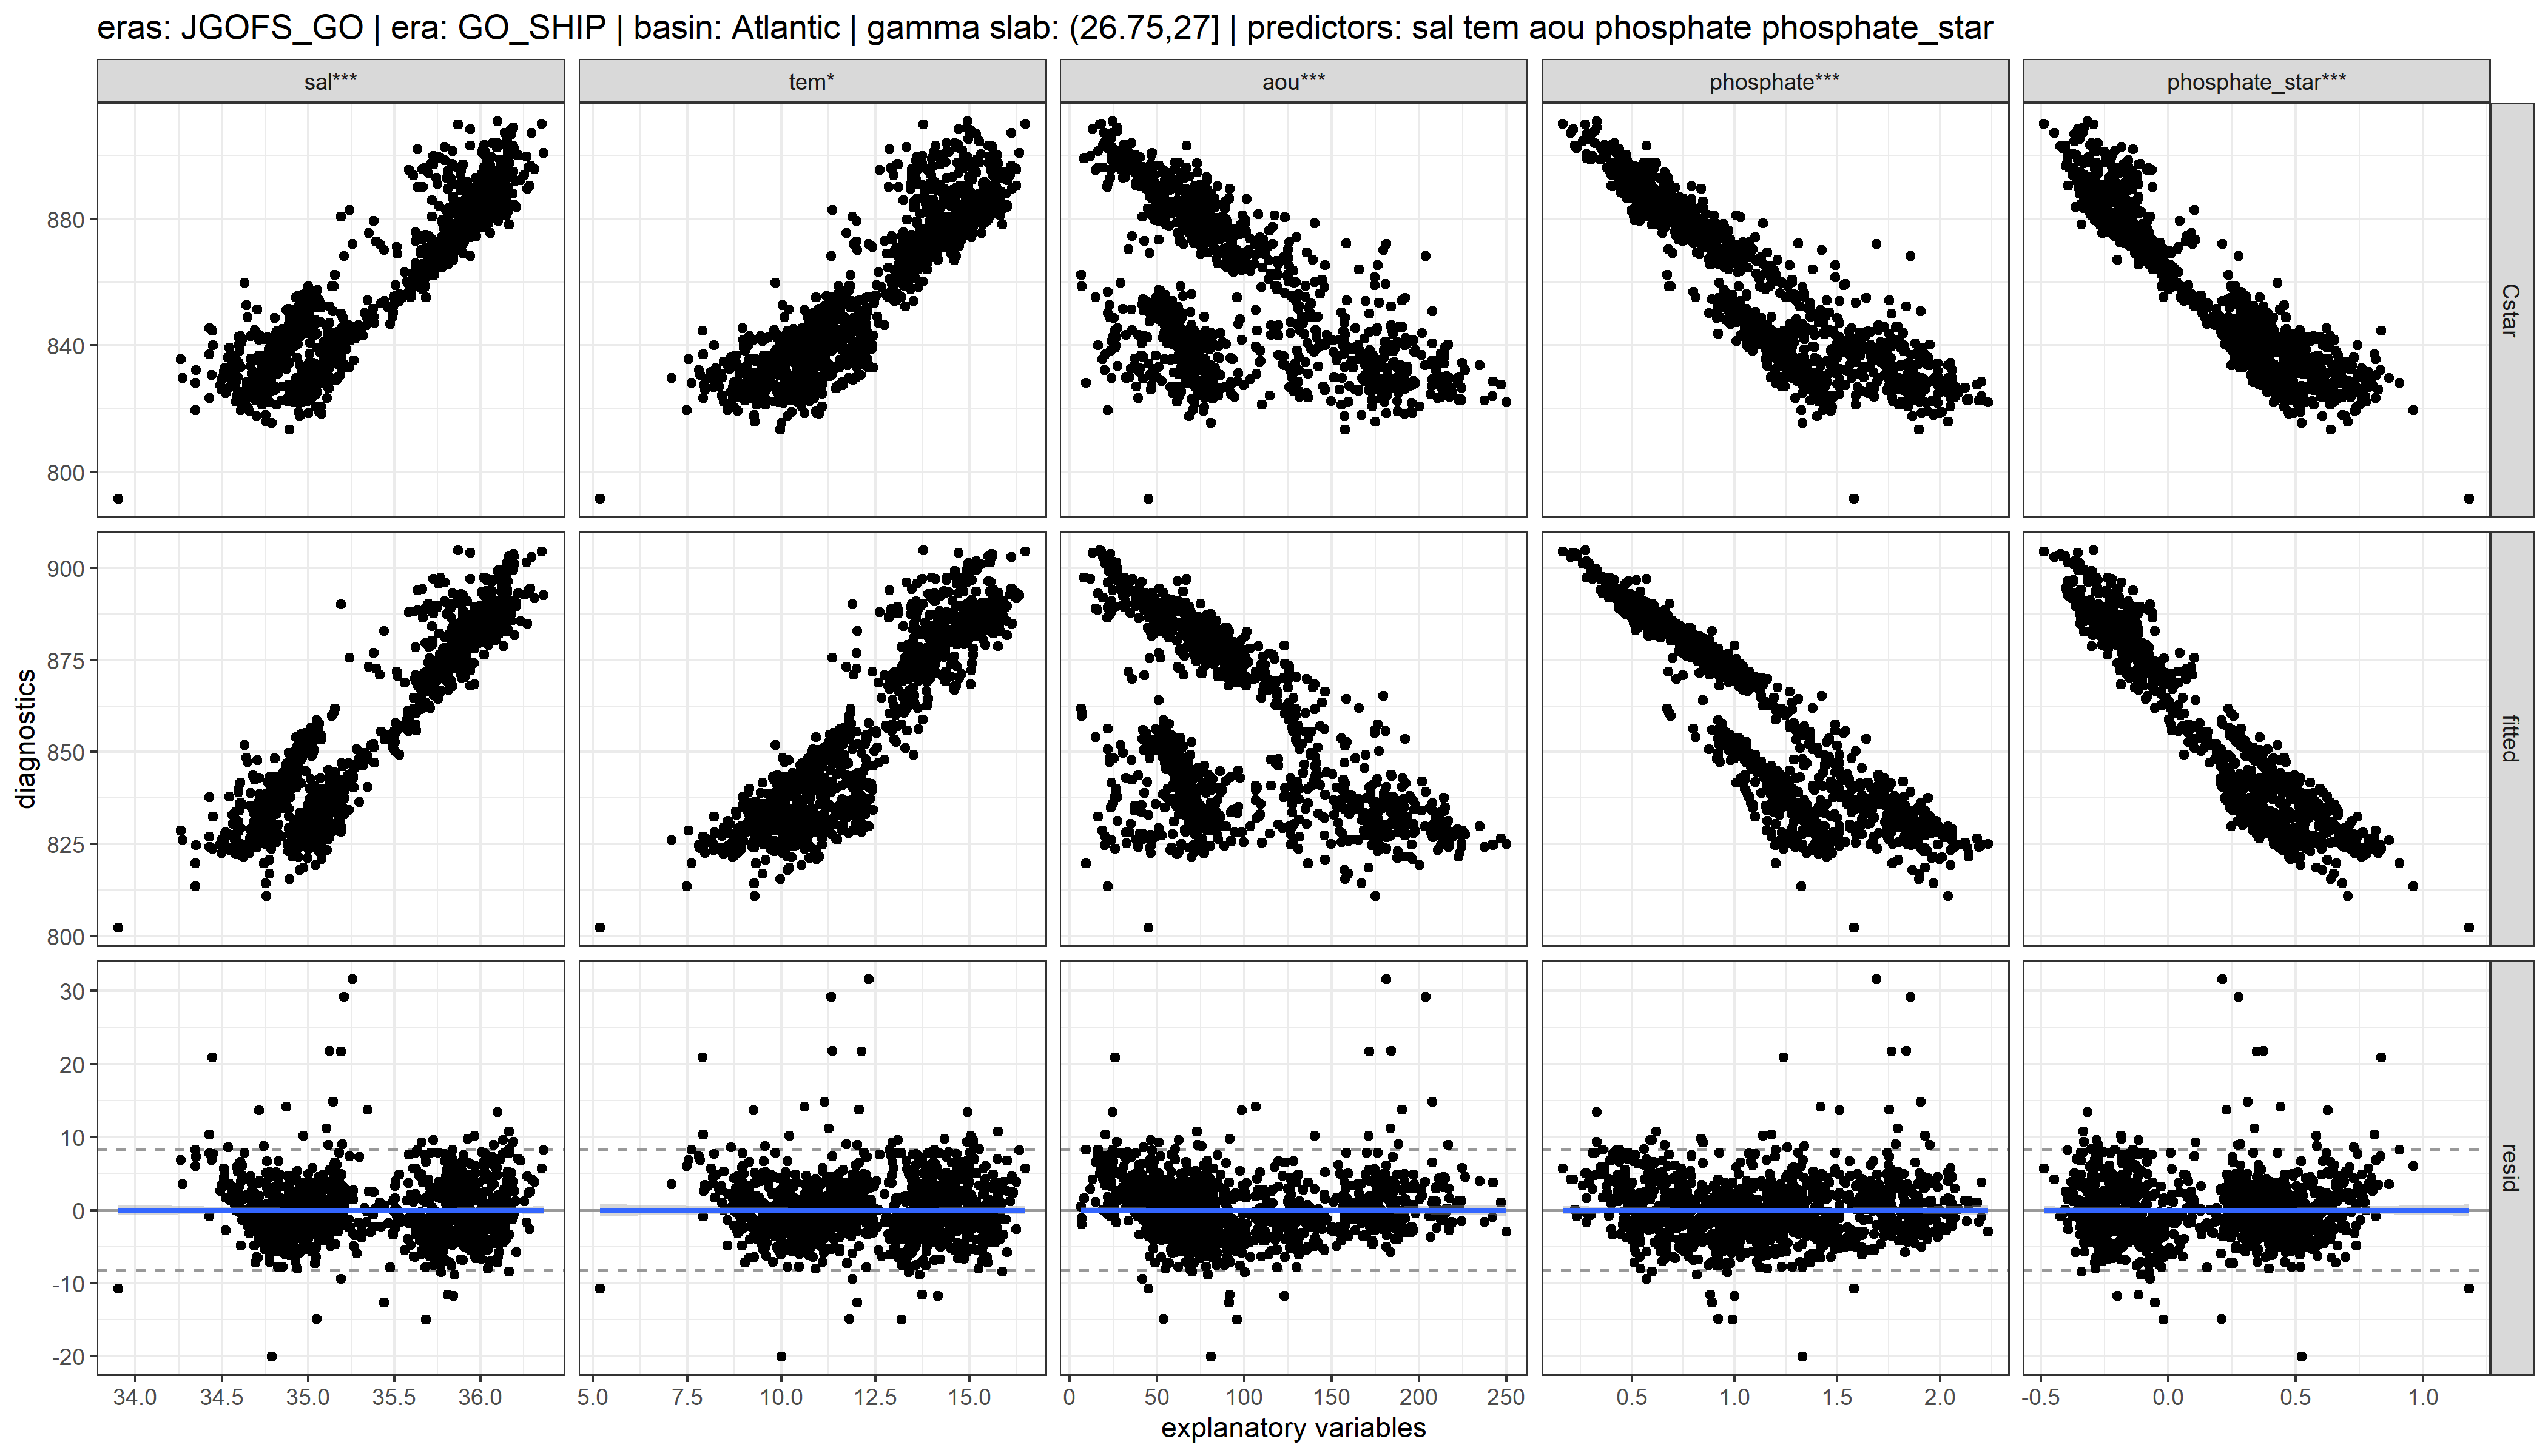 eras: JGOFS_GO | era: GO_SHIP | basin: Atlantic | gamma slab: (26.75,27] | predictors: sal tem aou phosphate phosphate_star
sal*** tem* aou*** phosphate*** phosphate_star***
880
840
800
Cstar
900
875
850
825
800
fitted
30
20
10
0
-10
-20
resid
diagnostics
34.0 34.5 35.0 35.5 36.0 5.0 7.5 10.0 12.5 15.0 0 50 100 150 200 250 0.5 1.0 1.5 2.0 -0.5 0.0 0.5 1.0
explanatory variables